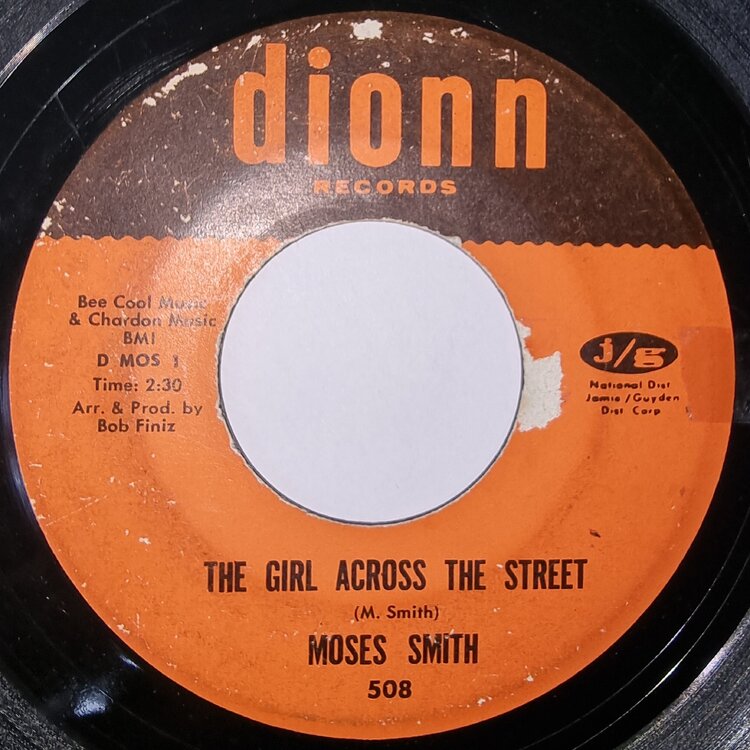 dionn
RECORDS
Bee Cool Music
& Chardon Music
BMI
D MOS 1
Time: 2:30
Arr. & Prod. by
Bob Finiz
j/g
National Dist
Jamie/Guyden
Dist Corp
THE GIRL ACROSS THE STREET
(M. Smith)
MOSES SMITH
508